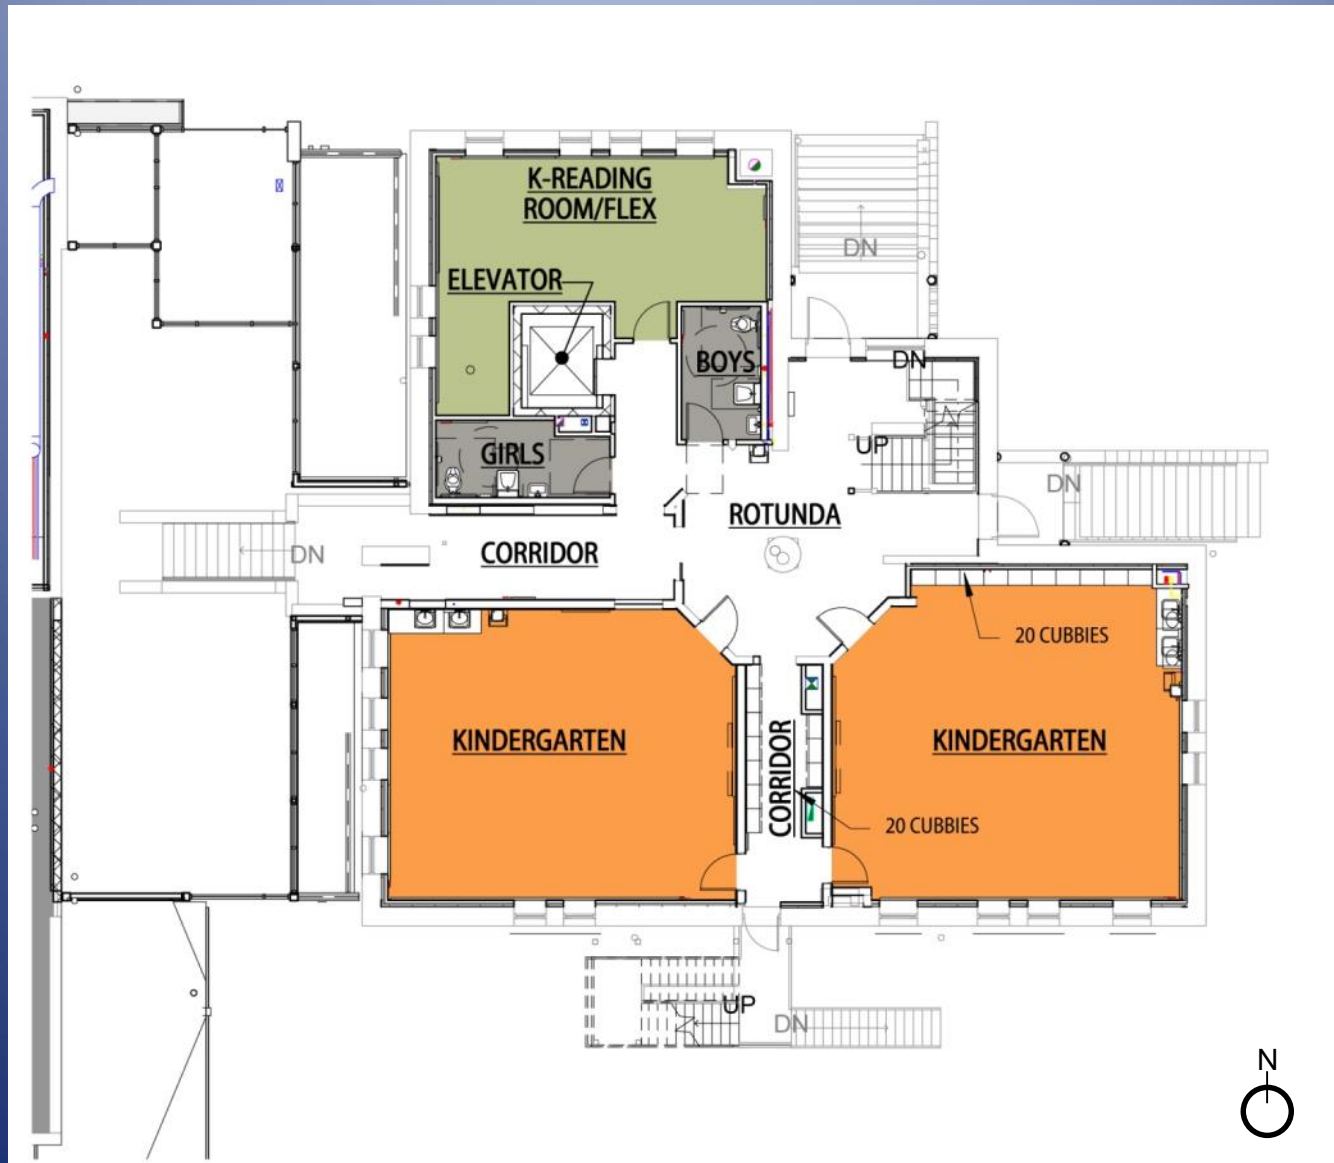 K-READING
ROOM/FLEX
DN
ELEVATOR
BOYS
DN
GIRLS
UP
DN
ROTUNDA
DN
CORRIDOR
20 CUBBIES
KINDERGARTEN
CORRIDOR
KINDERGARTEN
20 CUBBIES
UP
DN
N